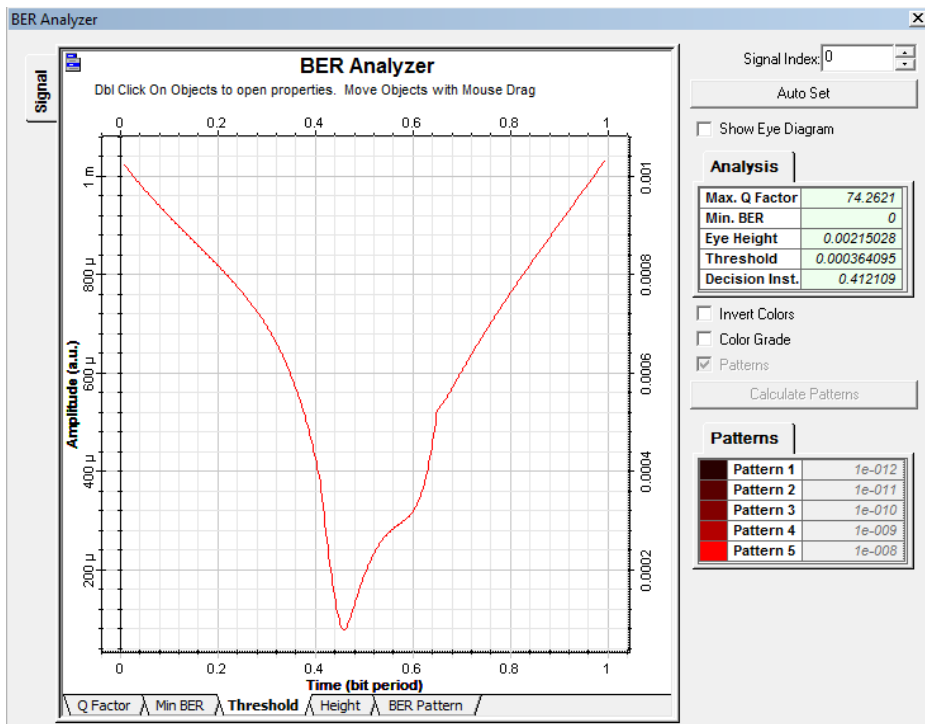 BER Analyzer
Signal
BER Analyzer
Dbl Click On Objects to open properties. Move Objects with Mouse Drag
0 0.2 0.4 0.6 0.8 1
1 m
800 µ
600 µ
400 µ
200 µ
Amplitude (a.u.)
0.001
0.0008
0.0006
0.0004
0.0002
0 0.2 0.4 0.6 0.8 1
Time (bit period)
Q Factor Min BER Threshold Height BER Pattern
Signal Index: 0
Auto Set
Show Eye Diagram
Analysis
Max. Q Factor 74.2621
Min. BER 0
Eye Height 0.00215028
Threshold 0.000364095
Decision Inst. 0.412109
Invert Colors
Color Grade
Patterns
Calculate Patterns
Patterns
Pattern 1 1e-012
Pattern 2 1e-011
Pattern 3 1e-010
Pattern 4 1e-009
Pattern 5 1e-008